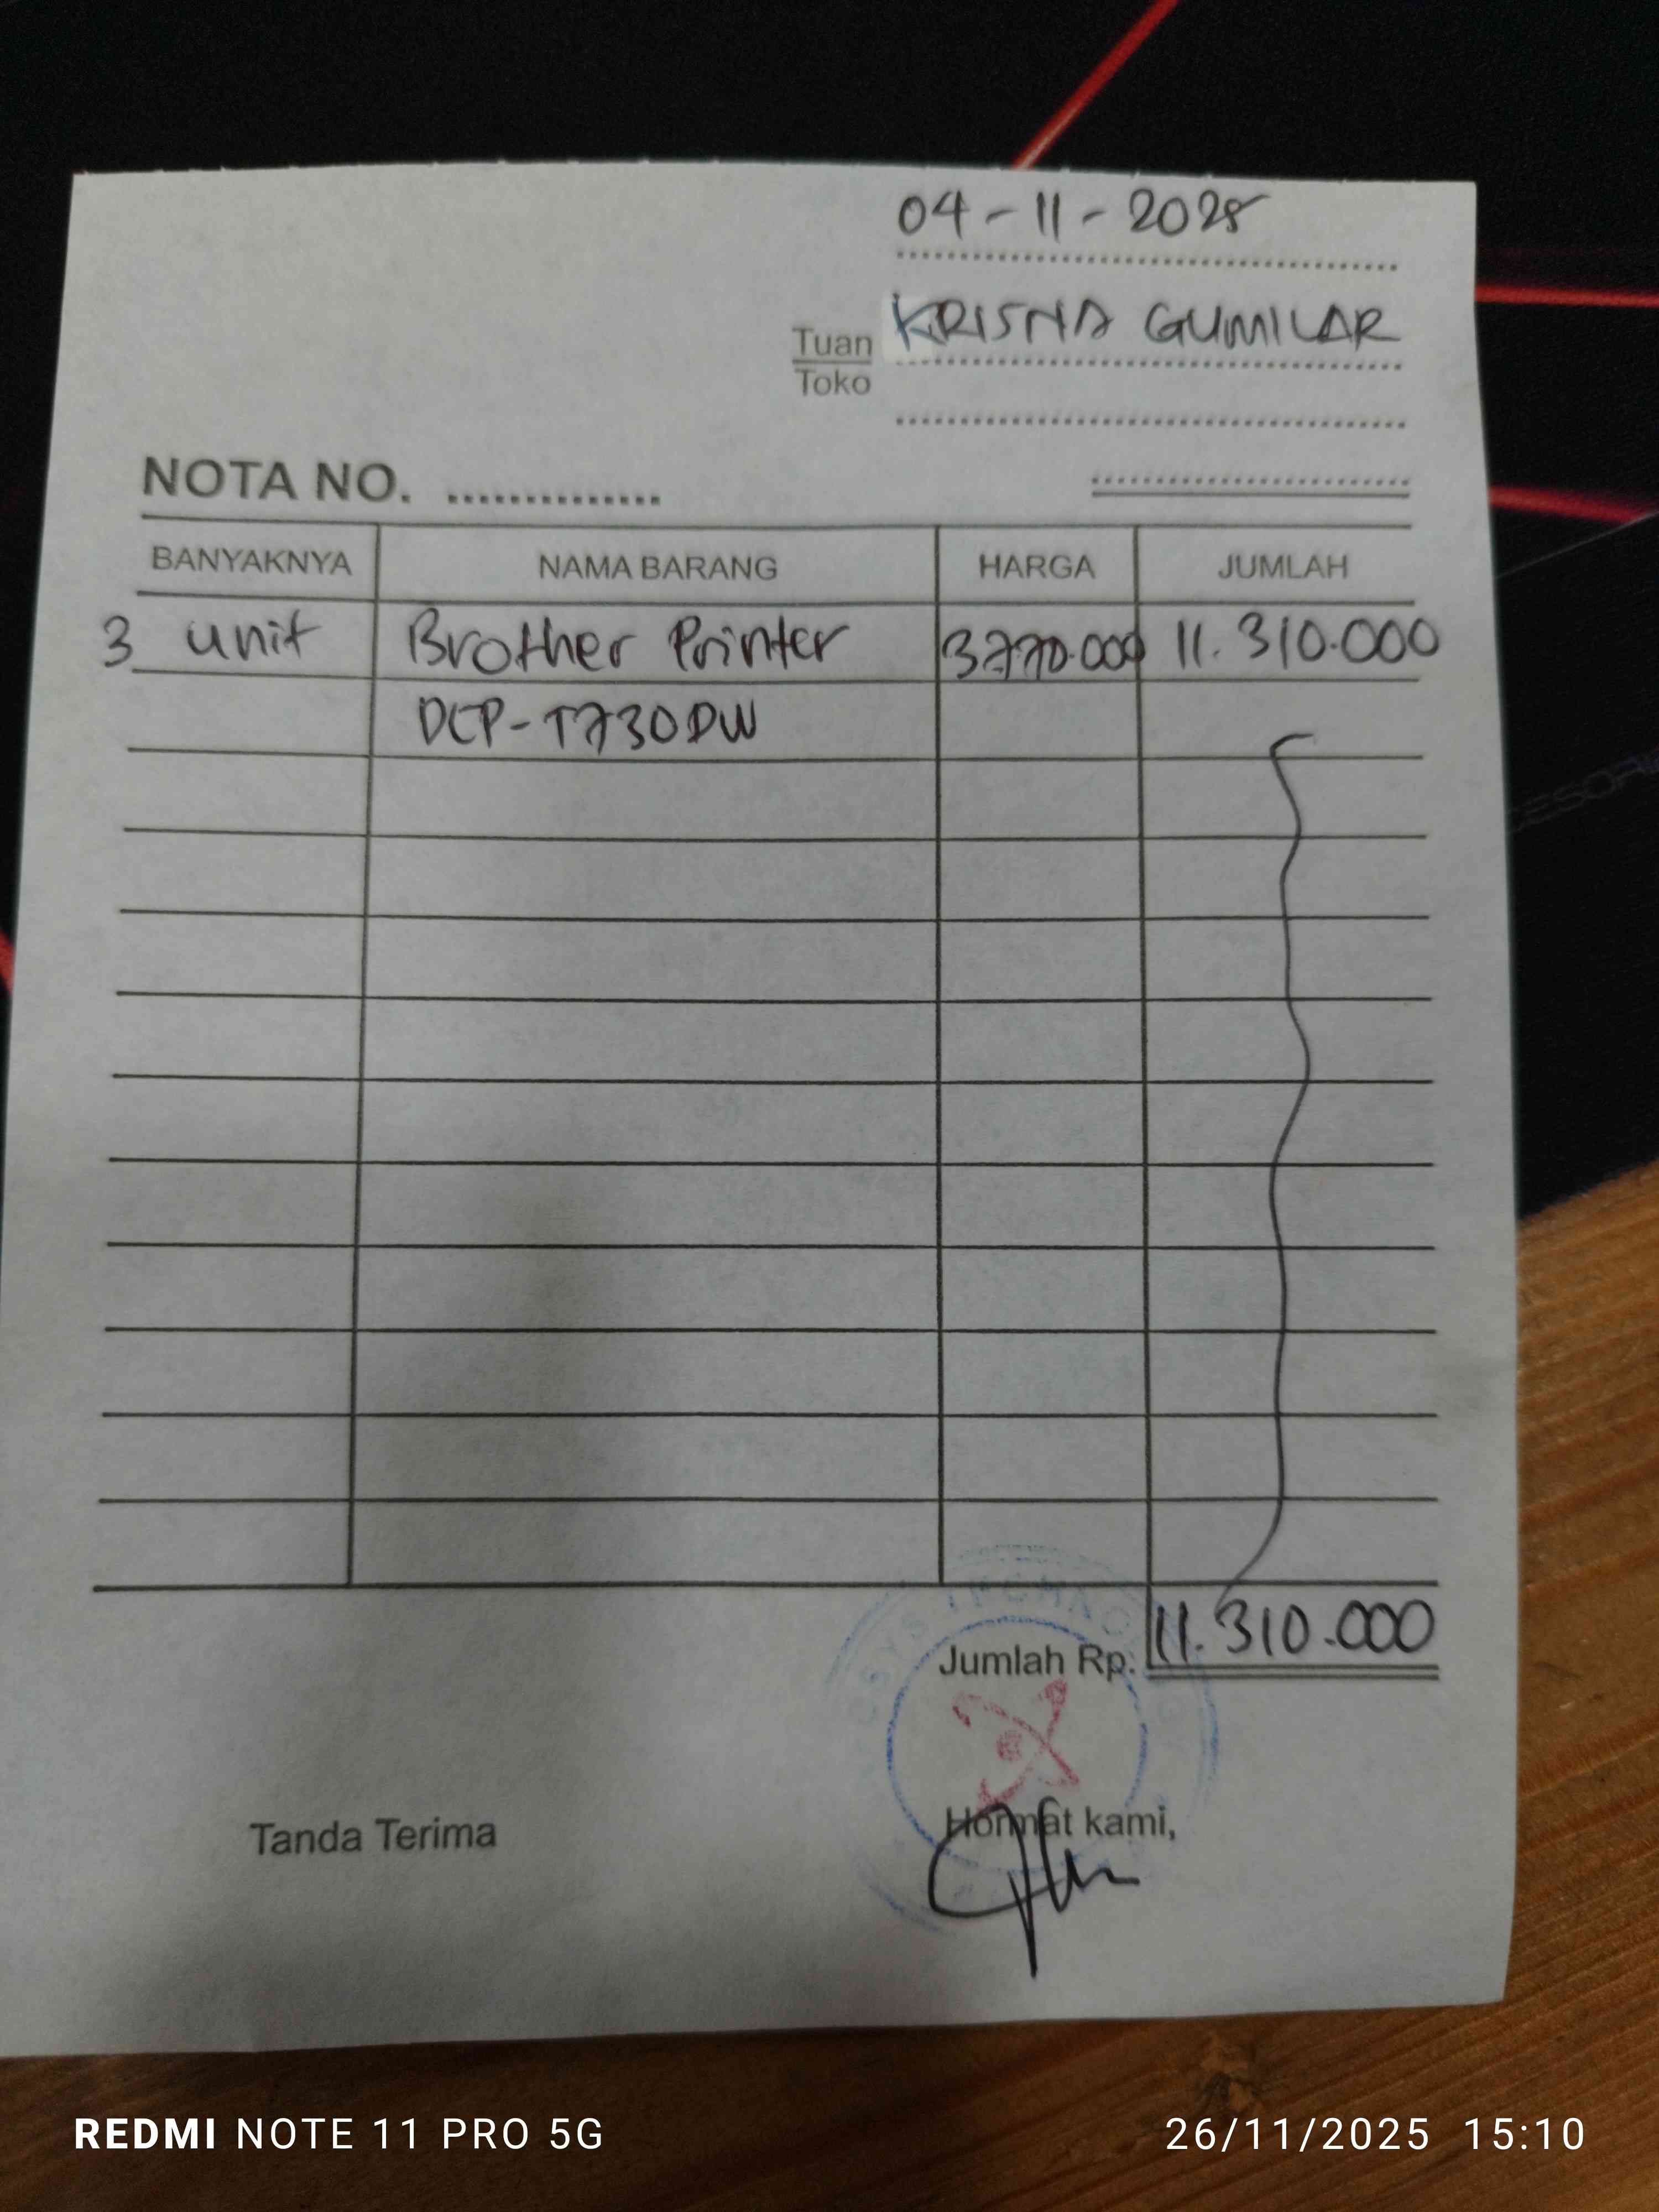 04-11-2025
Tuan KRISNA GUMILAR
Toko
NOTA NO. ..............
BANYAKNYA NAMA BARANG HARGA JUMLAH
3 unit Brother Printer 3770.000 11.310.000
DCP-T730DW
Jumlah Rp. 11.310.000
Tanda Terima Hormat kami,
REDMI NOTE 11 PRO 5G 26/11/2025 15:10